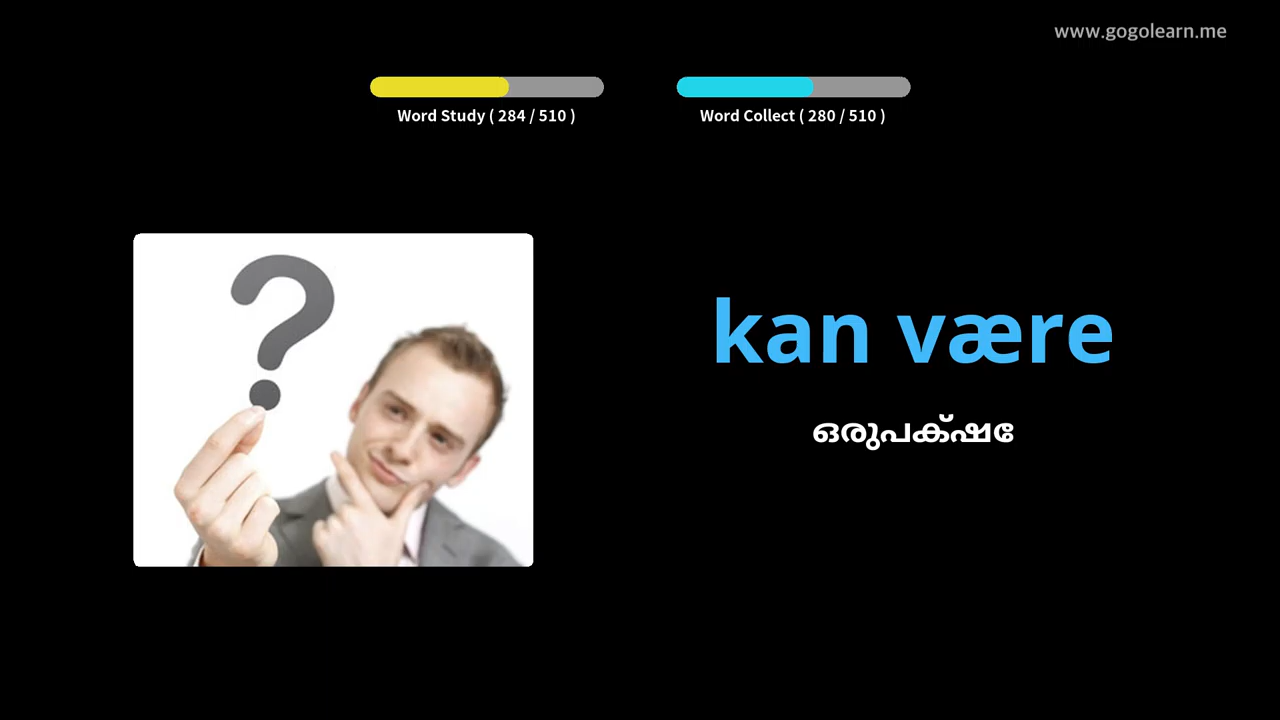 www.gogolearn.me
Word Study ( 284 / 510 )
Word Collect ( 280 / 510 )
kan være
ഒരുപക്ഷേ